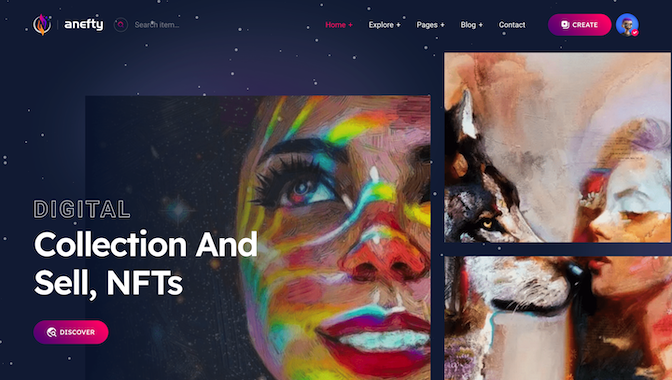 anefty
Search item...
Home +
Explore +
Pages +
Blog +
Contact
CREATE
DIGITAL
Collection And
Sell, NFTs
DISCOVER